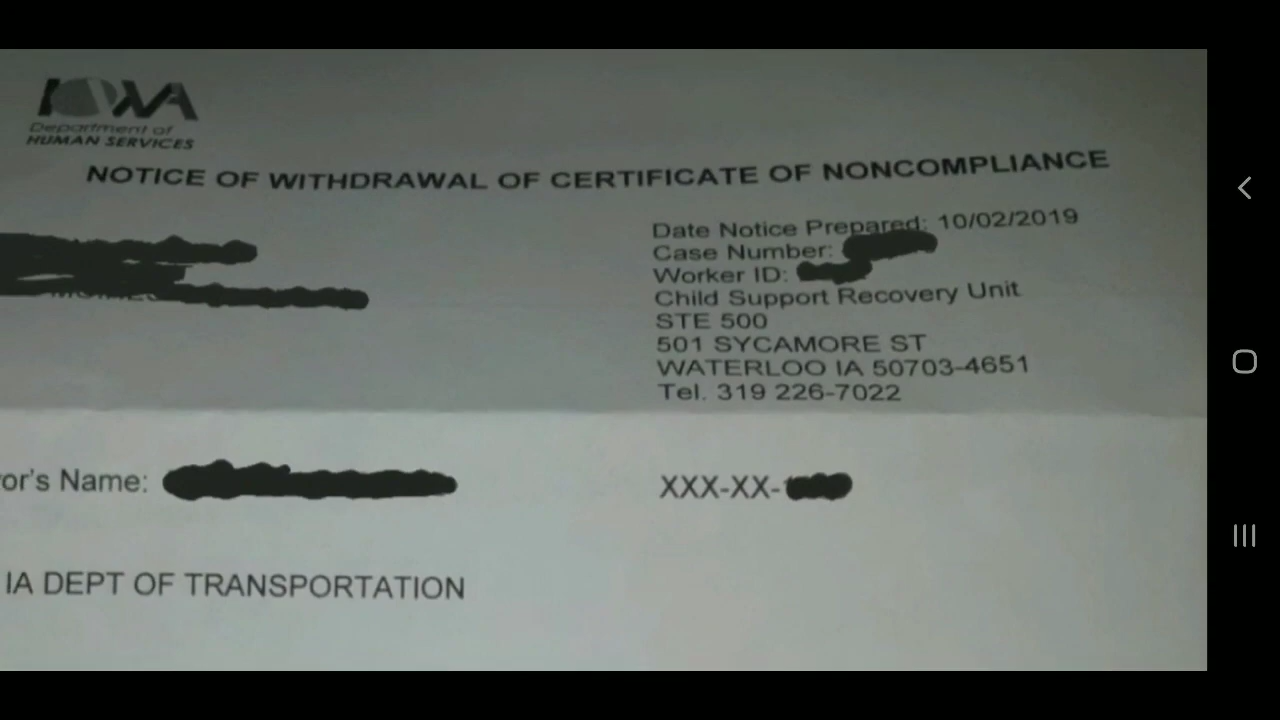 IOWA
Department of
HUMAN SERVICES
NOTICE OF WITHDRAWAL OF CERTIFICATE OF NONCOMPLIANCE
Date Notice Prepared: 10/02/2019
Case Number:
Worker ID:
Child Support Recovery Unit
STE 500
501 SYCAMORE ST
WATERLOO IA 50703-4651
Tel. 319 226-7022
or's Name:
XXX-XX-
IA DEPT OF TRANSPORTATION